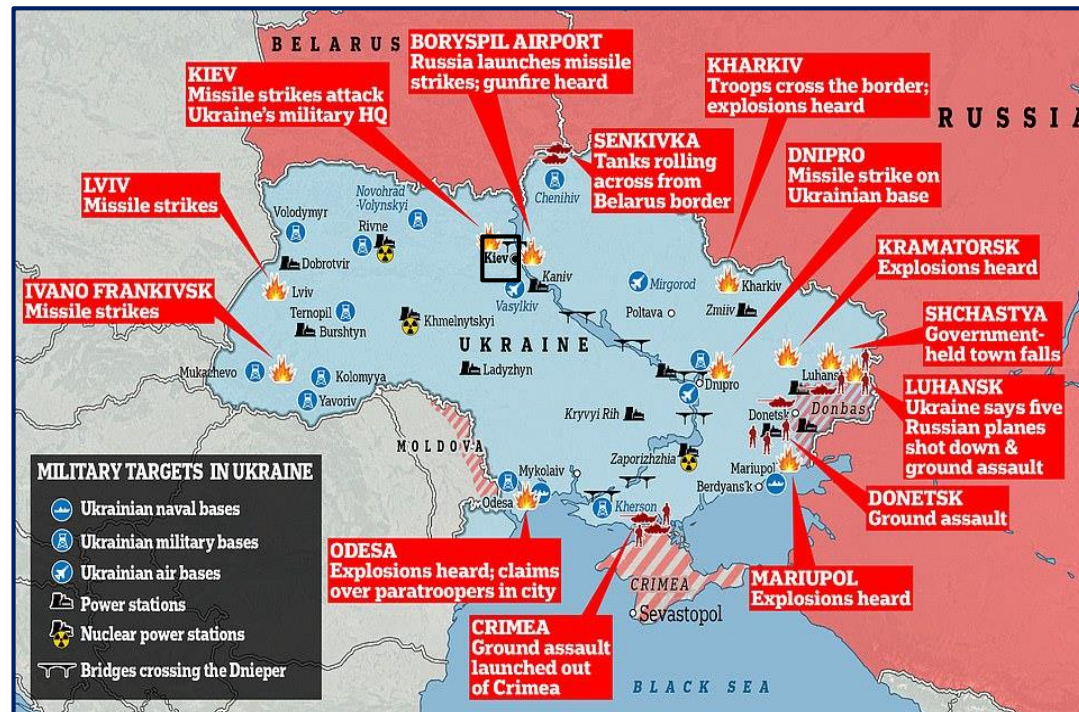 BELARUS
KIEV
Missile strikes attack
Ukraine's military HQ
BORYSPIL AIRPORT
Russia launches missile
strikes; gunfire heard
KHARKIV
Troops cross the border;
explosions heard
RUSSIA
SENKIVKA
Tanks rolling
across from
Belarus border
DNIPRO
Missile strike on
Ukrainian base
LVIV
Missile strikes
KRAMATORSK
Explosions heard
IVANO FRANKIVSK
Missile strikes
SHCHASTYA
Government-
held town falls
LUHANSK
Ukraine says five
Russian planes
shot down &
ground assault
DONETSK
Ground assault
MARIUPOL
Explosions heard
ODESA
Explosions heard; claims
over paratroopers in city
CRIMEA
Ground assault
launched out
of Crimea
Novohrad
-Volynskyi
Volodymyr
Rivne
Dobrotvir
Lviv
Ternopil
Burshtyn
Khmelnytskyi
Mukachevo
Kolomyya
Yavoriv
Chenihiv
Kiev
Kaniv
Vasylkiv
Mirgorod
Kharkiv
Poltava
Zmiiv
UKRAINE
Ladyzhyn
Dnipro
Luhans
Donetsk
Donbas
Kryvyi Rih
MOLDOVA
Zaporizhzhia
Mariupol
Berdyans'k
Mykolaiv
Odesa
Kherson
CRIMEA
Sevastopol
BLACK SEA
MILITARY TARGETS IN UKRAINE
Ukrainian naval bases
Ukrainian military bases
Ukrainian air bases
Power stations
Nuclear power stations
Bridges crossing the Dnieper